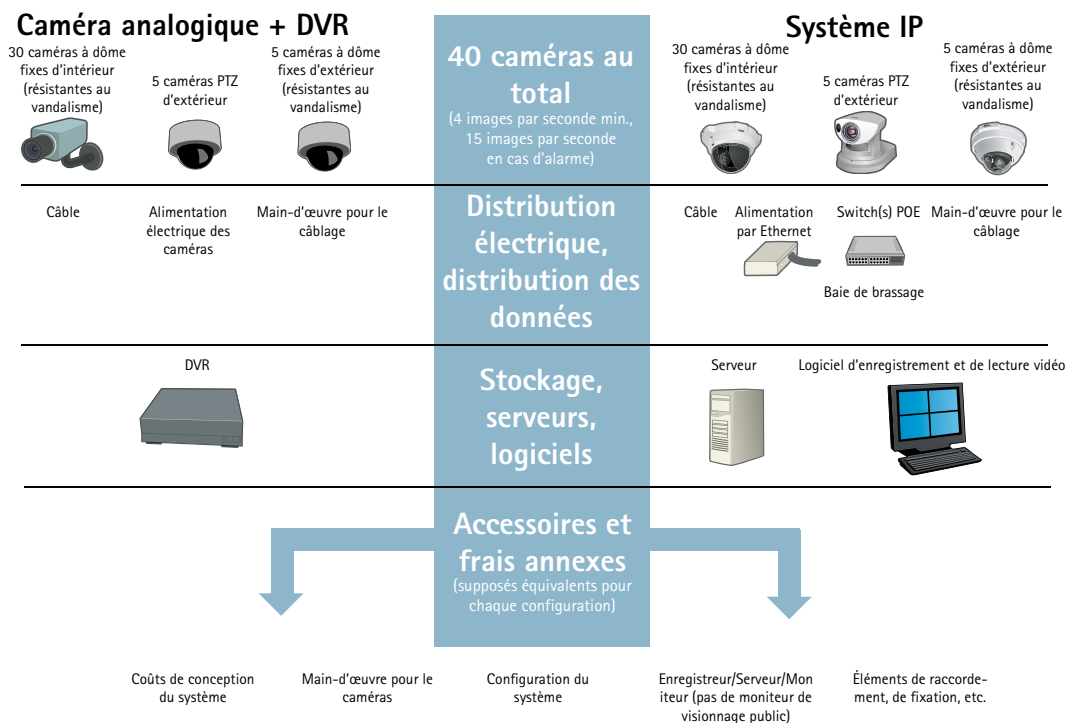 Caméra analogique + DVR
30 caméras à dôme
fixes d'intérieur
(résistantes au
vandalisme)
5 caméras PTZ
d'extérieur
5 caméras à dôme
fixes d'extérieur
(résistantes au
vandalisme)
40 caméras au
total
(4 images par seconde min.,
15 images par seconde
en cas d'alarme)
Système IP
30 caméras à dôme
fixes d'intérieur
(résistantes au
vandalisme)
5 caméras PTZ
d'extérieur
5 caméras à dôme
fixes d'extérieur
(résistantes au
vandalisme)
Câble
Alimentation
électrique des
caméras
Main-d'œuvre pour le
câblage
Distribution
électrique,
distribution des
données
Câble
Alimentation
par Ethernet
Switch(s) POE
Baie de brassage
Main-d'œuvre pour le
câblage
DVR
Stockage,
serveurs,
logiciels
Serveur
Logiciel d'enregistrement et de lecture vidéo
Accessoires et
frais annexes
(supposés équivalents pour
chaque configuration)
Coûts de conception
du système
Main-d'œuvre pour le
caméras
Configuration du
système
Enregistreur/Serveur/Mon
iteur (pas de moniteur de
visionnage public)
Éléments de raccorde-
ment, de fixation, etc.